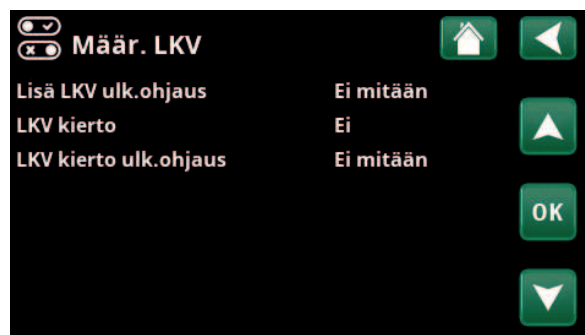 Määr. LKV
Lisä LKV ulk.ohjaus Ei mitään
LKV kierto Ei
LKV kierto ulk.ohjaus Ei mitään
OK